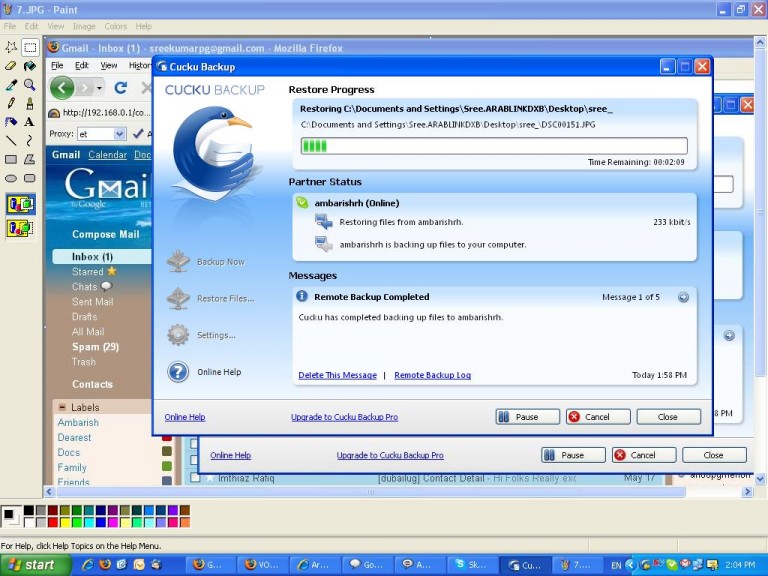 7.JPG - Paint
File Edit View Image Colors Help
Gmail - Inbox (1) - sreekumarpg@gmail.com - Mozilla Firefox
File Edit View History
http://192.168.0.1/co...
Proxy: et
Gmail Calendar Doc
Gmail
by Google
Compose Mail
Inbox (1)
Starred
Chats
Sent Mail
Drafts
All Mail
Spam (29)
Trash
Contacts
Labels
Ambarish
Dearest
Docs
Family
Friends
Cucku Backup
CUCKU BACKUP
Backup Now
Restore Files...
Settings...
Online Help
Restore Progress
Restoring C:\Documents and Settings\Sree.ARABLINKDXB\Desktop\sree_
C:\Documents and Settings\Sree.ARABLINKDXB\Desktop\sree_\DSC00151.JPG
Time Remaining: 00:02:09
Partner Status
ambarishrh (Online)
Restoring files from ambarishrh. 233 kbit/s
ambarishrh is backing up files to your computer.
Messages
Remote Backup Completed Message 1 of 5
Cucku has completed backing up files to ambarishrh.
Delete This Message | Remote Backup Log Today 1:58 PM
8 PM
Online Help Upgrade to Cucku Backup Pro Pause Cancel Close
Online Help Upgrade to Cucku Backup Pro Pause Cancel Close
Imthiaz Rafiq [dubailug] Contact Detail - Hi Folks Really exc May 17
For Help, click Help Topics on the Help Menu.
start G... VO... Ar... Go... A... Sk... Cu... 7.... EN 2:04 PM